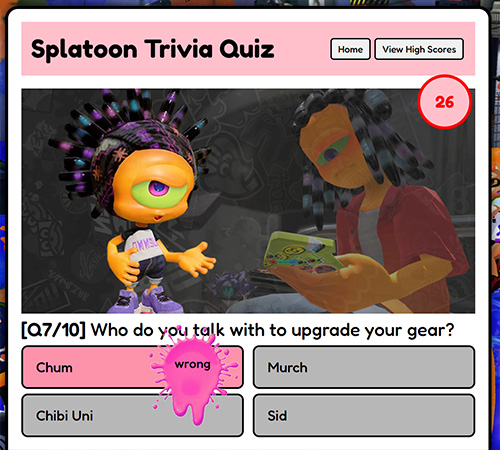 Splatoon Trivia Quiz
Home
View High Scores
26
[Q7/10] Who do you talk with to upgrade your gear?
Chum
wrong
Murch
Chibi Uni
Sid